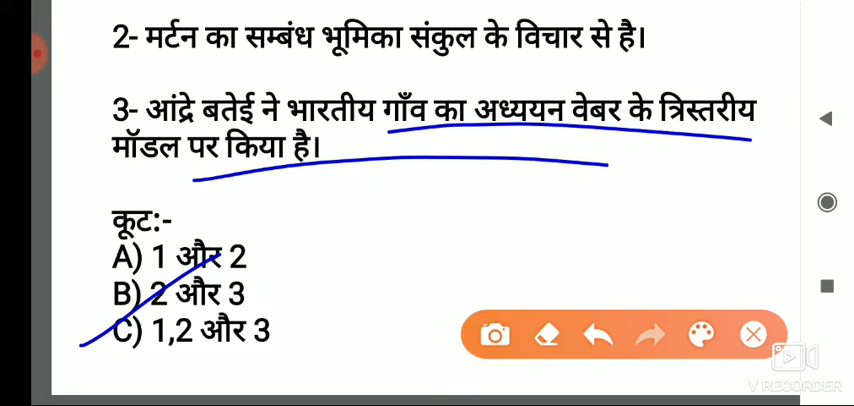 2- मर्टन का सम्बंध भूमिका संकुल के विचार से है।
3- आंद्रे बतेई ने भारतीय गाँव का अध्ययन वेबर के त्रिस्तरीय
मॉडल पर किया है।
कूट:-
A) 1 और 2
B) 2 और 3
C) 1,2 और 3
V RECORDER